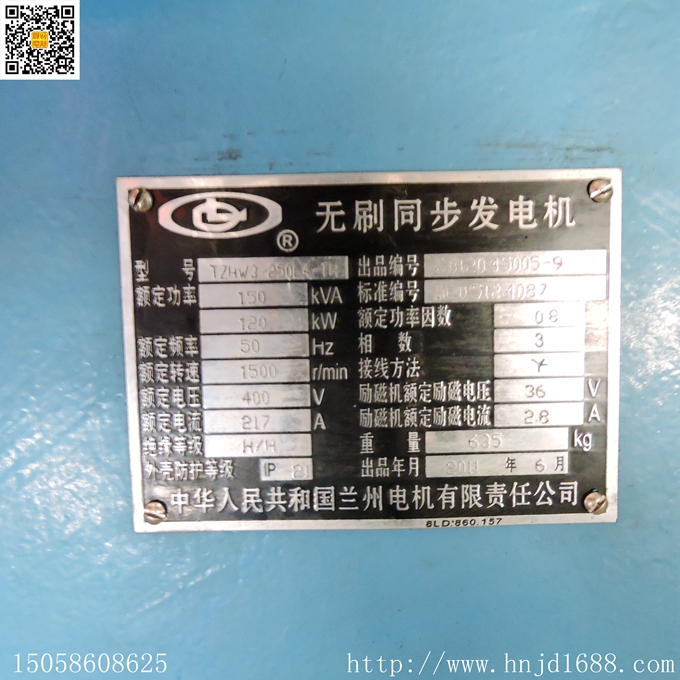 无刷同步发电机
®
型号 出品编号
额定功率 150 kVA 标准编号
120 kW 额定功率因数 0.8
额定频率 50 Hz 相数 3
额定转速 1500 r/min 接线方法 Y
额定电压 400 V 励磁机额定励磁电压 36 V
额定电流 217 A 励磁机额定励磁电流 2.8 A
绝缘等级 H/H 重量 635 kg
外壳防护等级 IP 21 出品年月 2011 年 6 月
中华人民共和国兰州电机有限责任公司
8LD.860.157
15058608625 http://www.hnjd1688.com